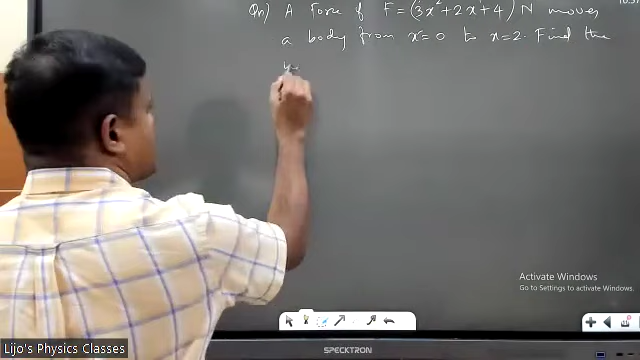 Qn) A Force of F = (3x² + 2x + 4) N moves
a body from x=0 to x=2. Find the
Activate Windows
Go to Settings to activate Windows.
Lijo's Physics Classes
SPECKTRON